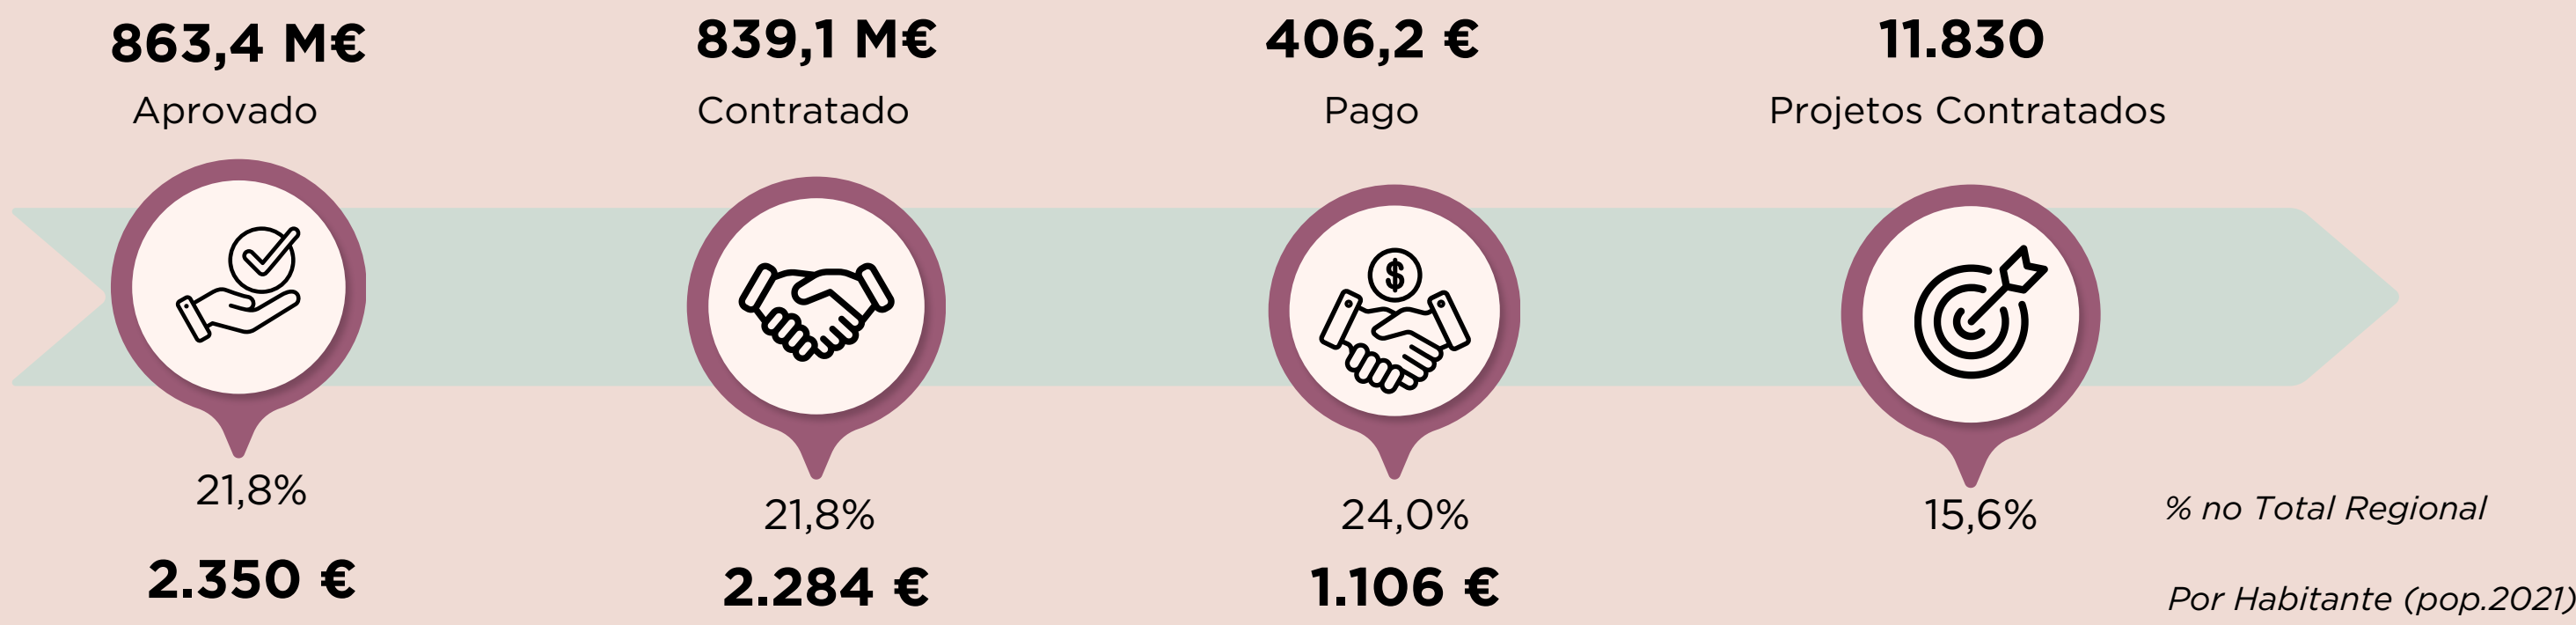 863,4 M€
Aprovado
839,1 M€
Contratado
406,2 €
Pago
11.830
Projetos Contratados
$
21,8%
21,8%
24,0%
15,6%
% no Total Regional
2.350 €
2.284 €
1.106 €
Por Habitante (pop.2021)